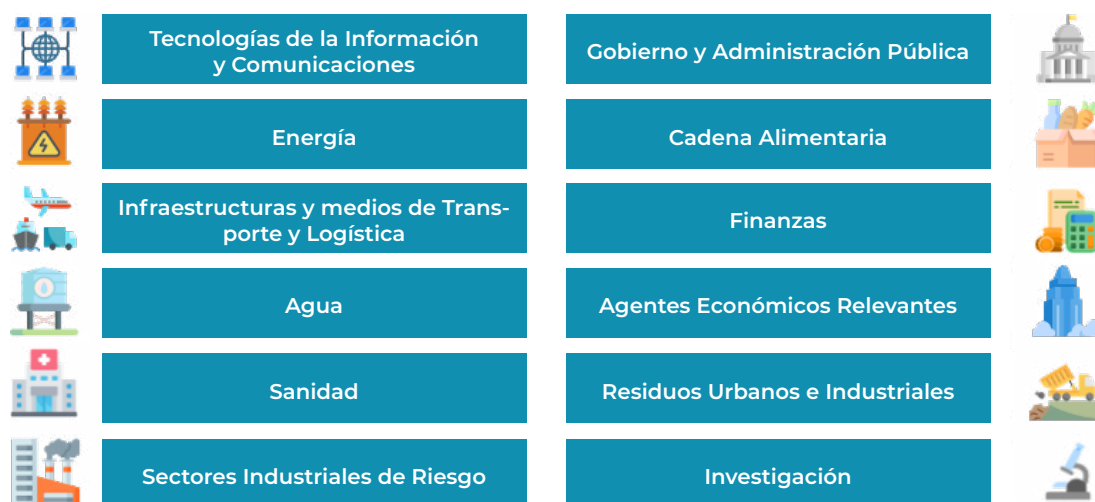 Tecnologías de la Información
y Comunicaciones
Gobierno y Administración Pública
Energía
Cadena Alimentaria
Infraestructuras y medios de Trans-
porte y Logística
Finanzas
Agua
Agentes Económicos Relevantes
Sanidad
Residuos Urbanos e Industriales
Sectores Industriales de Riesgo
Investigación